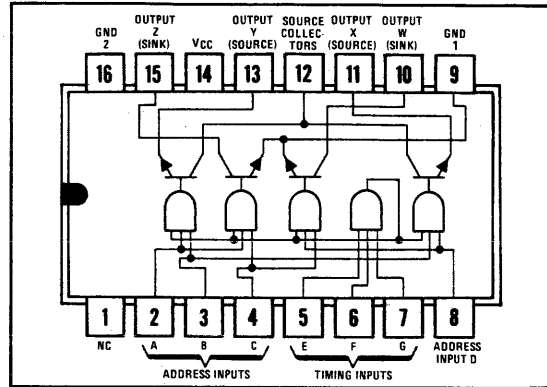 GND 2
OUTPUT Z (SINK)
VCC
OUTPUT Y (SOURCE)
SOURCE COLLEC- TORS
OUTPUT X (SOURCE)
OUTPUT W (SINK)
GND 1
16 15 14 13 12 11 10 9
1 2 3 4 5 6 7 8
NC A B C E F G ADDRESS INPUT D
ADDRESS INPUTS TIMING INPUTS